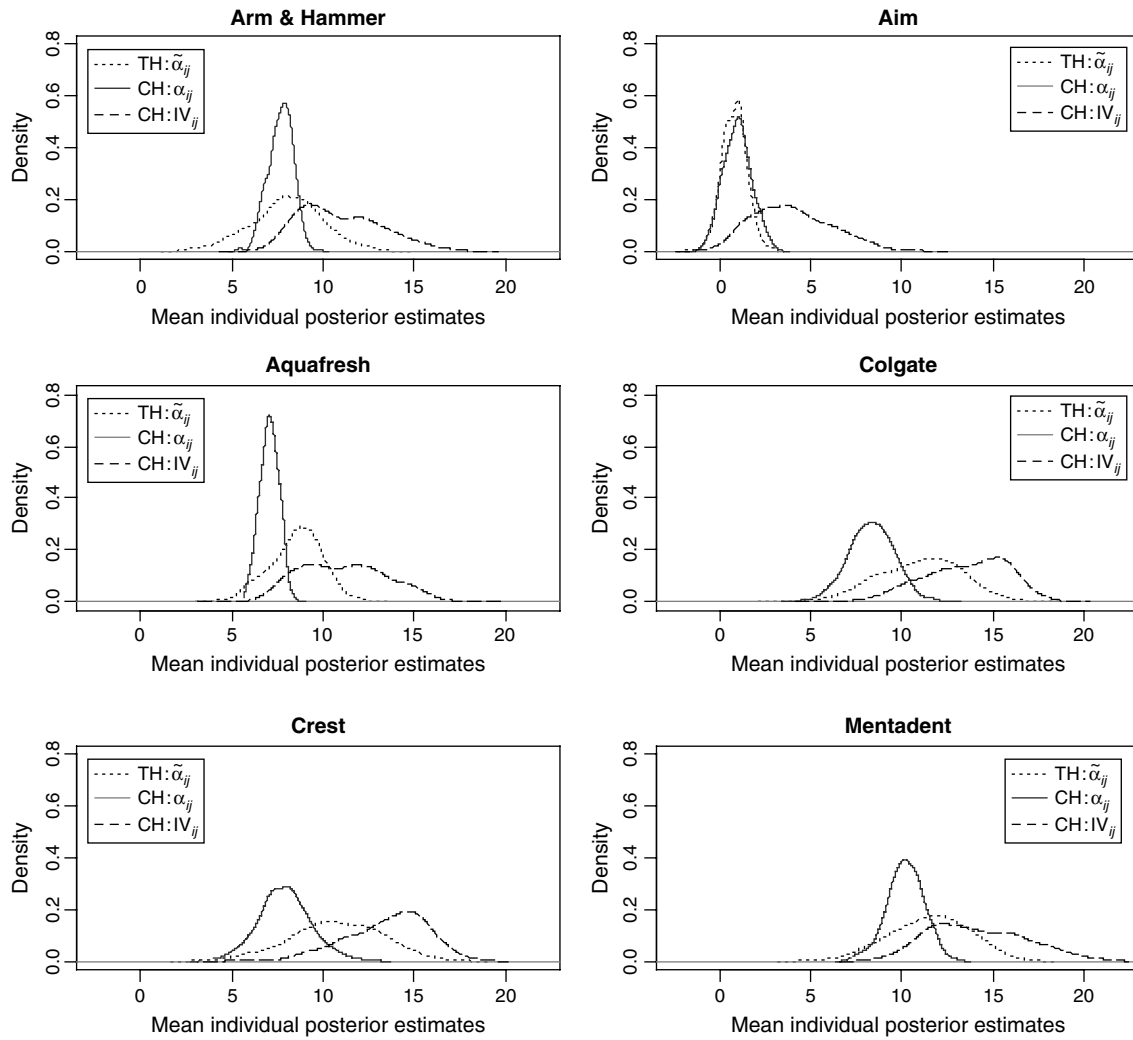 Arm & Hammer
Density
0.0 0.2 0.4 0.6 0.8
TH: α̃ij
CH: αij
CH: IVij
0 5 10 15 20
Mean individual posterior estimates
Aim
Density
0.0 0.2 0.4 0.6 0.8
TH: α̃ij
CH: αij
CH: IVij
0 5 10 15 20
Mean individual posterior estimates
Aquafresh
Density
0.0 0.2 0.4 0.6 0.8
TH: α̃ij
CH: αij
CH: IVij
0 5 10 15 20
Mean individual posterior estimates
Colgate
Density
0.0 0.2 0.4 0.6 0.8
TH: α̃ij
CH: αij
CH: IVij
0 5 10 15 20
Mean individual posterior estimates
Crest
Density
0.0 0.2 0.4 0.6 0.8
TH: α̃ij
CH: αij
CH: IVij
0 5 10 15 20
Mean individual posterior estimates
Mentadent
Density
0.0 0.2 0.4 0.6 0.8
TH: α̃ij
CH: αij
CH: IVij
0 5 10 15 20
Mean individual posterior estimates